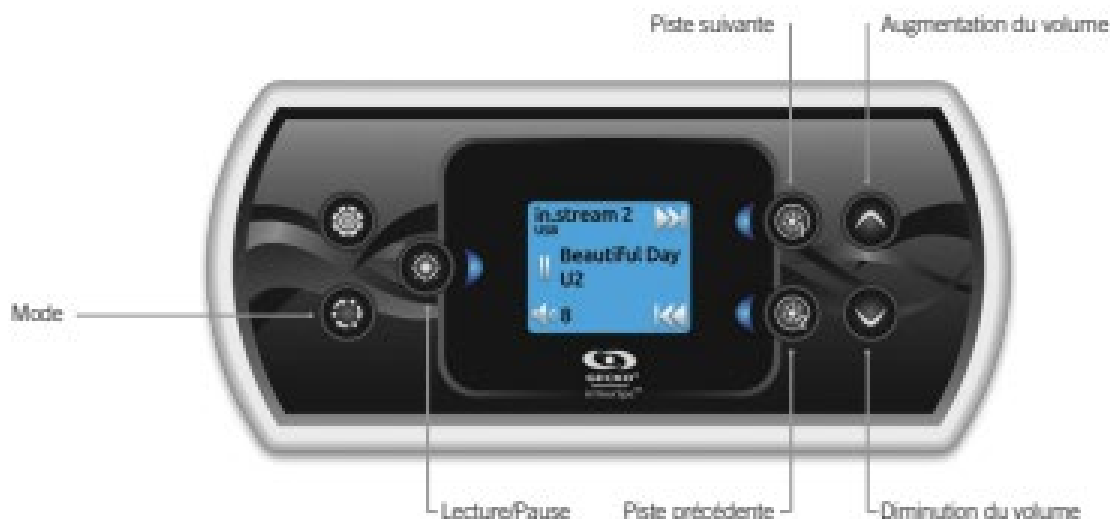 Piste suivante
Augmentation du volume
in.stream 2
USB
Beautiful Day
U2
8
GECKO
Mode
Lecture/Pause
Piste précédente
Diminution du volume